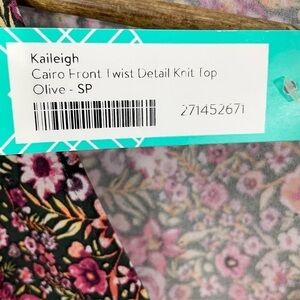 Kaileigh
Cairo Front Twist Detail Knit Top
Olive - SP
271452671